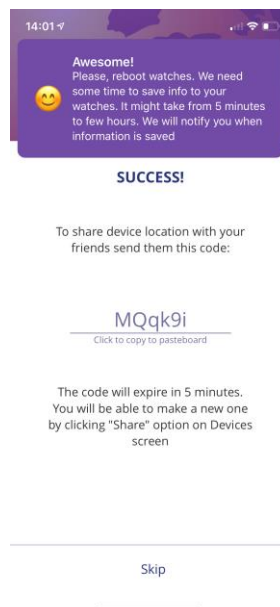 14:01
Awesome!
Please, reboot watches. We need
some time to save info to your
watches. It might take from 5 minutes
to few hours. We will notify you when
information is saved
SUCCESS!
To share device location with your
friends send them this code:
MQqk9i
Click to copy to pasteboard
The code will expire in 5 minutes.
You will be able to make a new one
by clicking "Share" option on Devices
screen
Skip